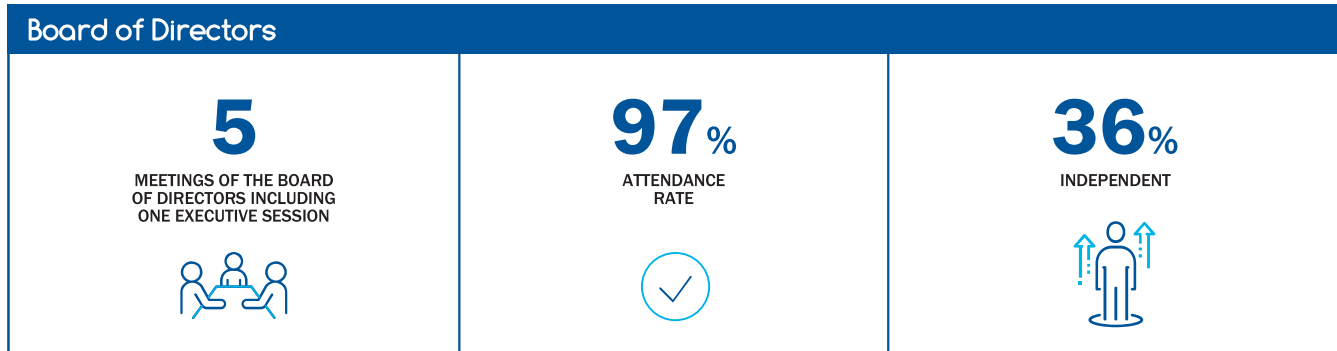 Board of Directors
5
MEETINGS OF THE BOARD
OF DIRECTORS INCLUDING
ONE EXECUTIVE SESSION
97%
ATTENDANCE
RATE
36%
INDEPENDENT